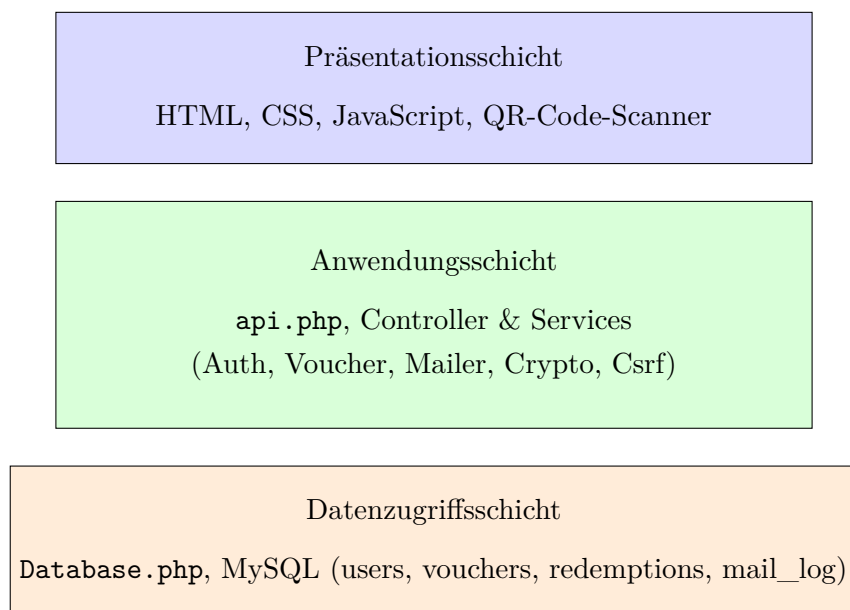 Präsentationsschicht
HTML, CSS, JavaScript, QR-Code-Scanner
Anwendungsschicht
api.php, Controller & Services
(Auth, Voucher, Mailer, Crypto, Csrf)
Datenzugriffsschicht
Database.php, MySQL (users, vouchers, redemptions, mail_log)